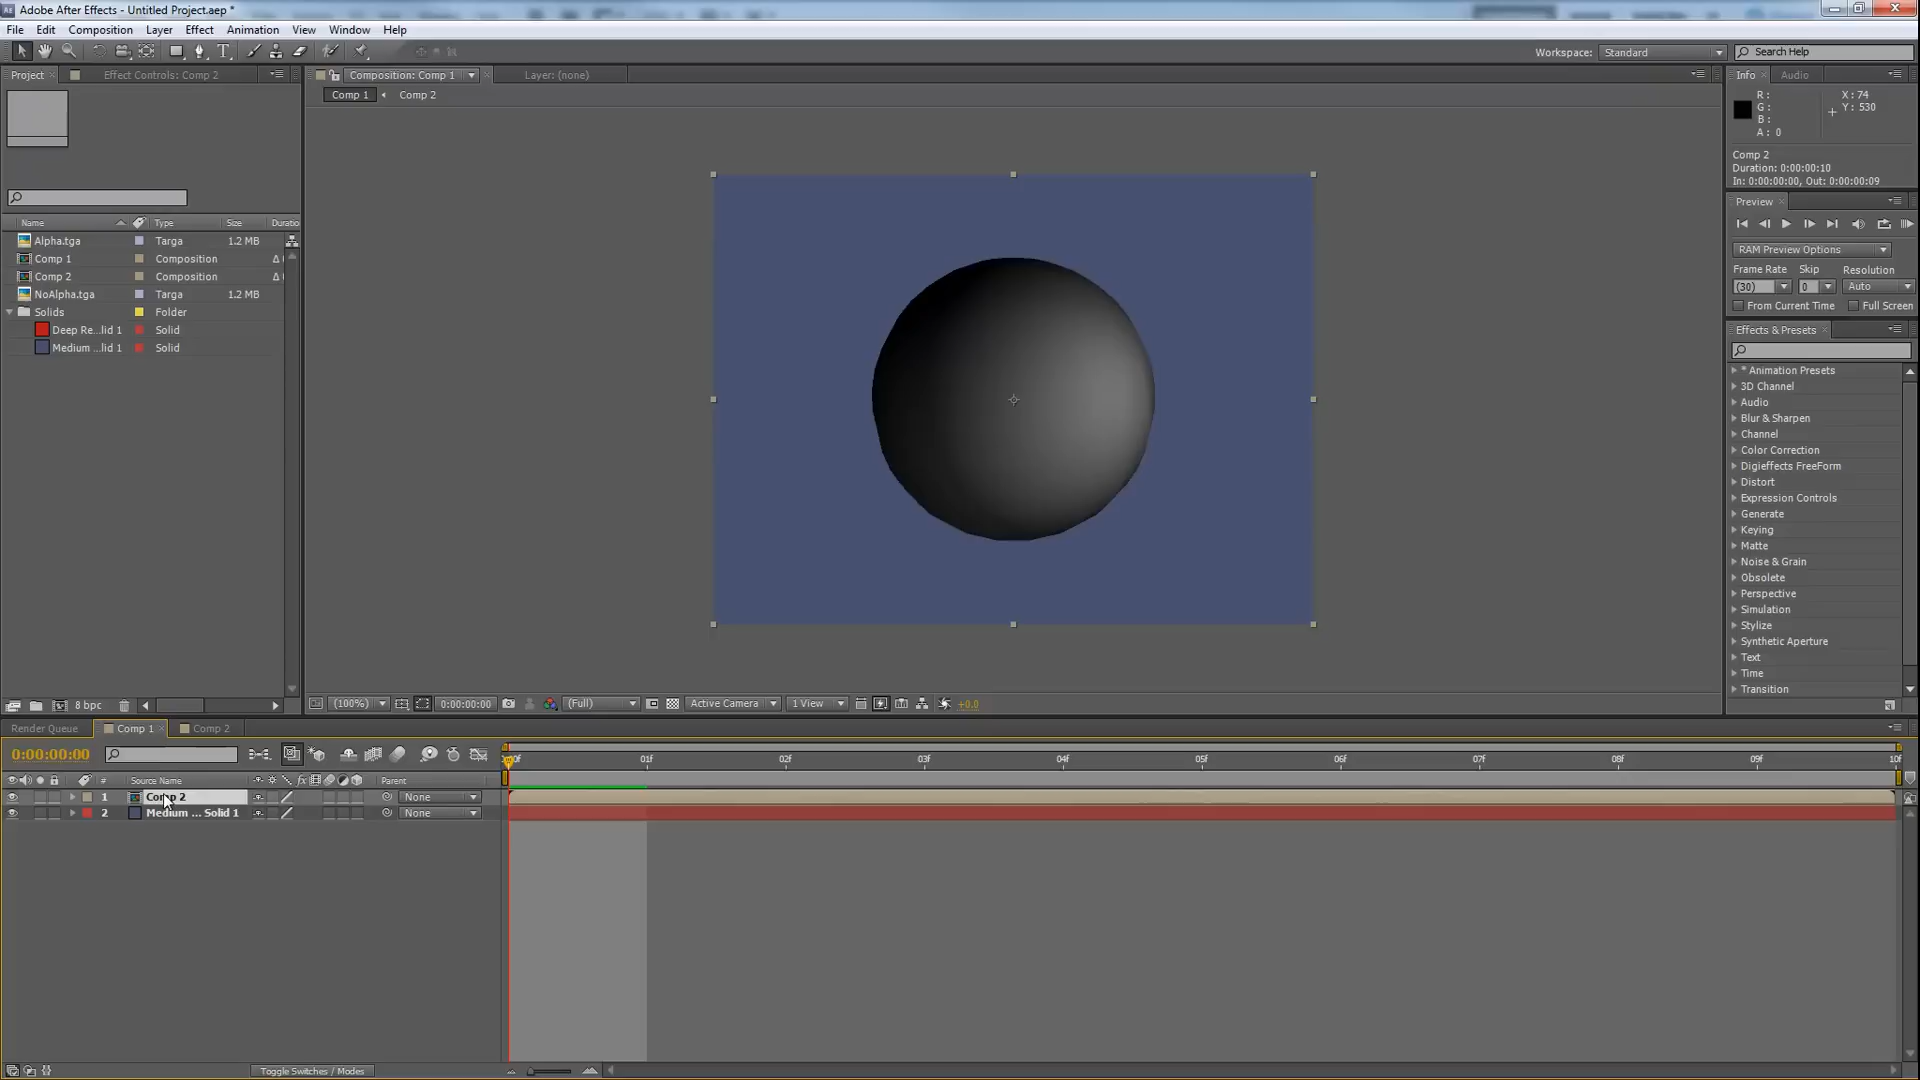 Adobe After Effects - Untitled Project.aep *
File Edit Composition Layer Effect Animation View Window Help
Workspace: Standard Search Help
Project Effect Controls: Comp 2 Composition: Comp 1 Layer: (none) Info Audio
Comp 1 Comp 2
R: X: 74
G: Y: 530
B:
A: 0
Comp 2
Duration: 0:00:00:10
In: 0:00:00:00, Out: 0:00:00:09
Preview
RAM Preview Options
Frame Rate Skip Resolution
(30) 0 Auto
From Current Time Full Screen
Effects & Presets
* Animation Presets
3D Channel
Audio
Blur & Sharpen
Channel
Color Correction
Digieffects FreeForm
Distort
Expression Controls
Generate
Keying
Matte
Noise & Grain
Obsolete
Perspective
Simulation
Stylize
Synthetic Aperture
Text
Time
Transition
Name Type Size Duratio
Alpha.tga Targa 1.2 MB
Comp 1 Composition
Comp 2 Composition
NoAlpha.tga Targa 1.2 MB
Solids Folder
Deep Re...lid 1 Solid
Medium ...lid 1 Solid
8 bpc
(100%) 0:00:00:00 (Full) Active Camera 1 View +0.0
Render Queue Comp 1 Comp 2
0:00:00:00
01f 02f 03f 04f 05f 06f 07f 08f 09f 10f
# Source Name fx Parent
1 Comp 2 None
2 Medium ... Solid 1 None
Toggle Switches / Modes